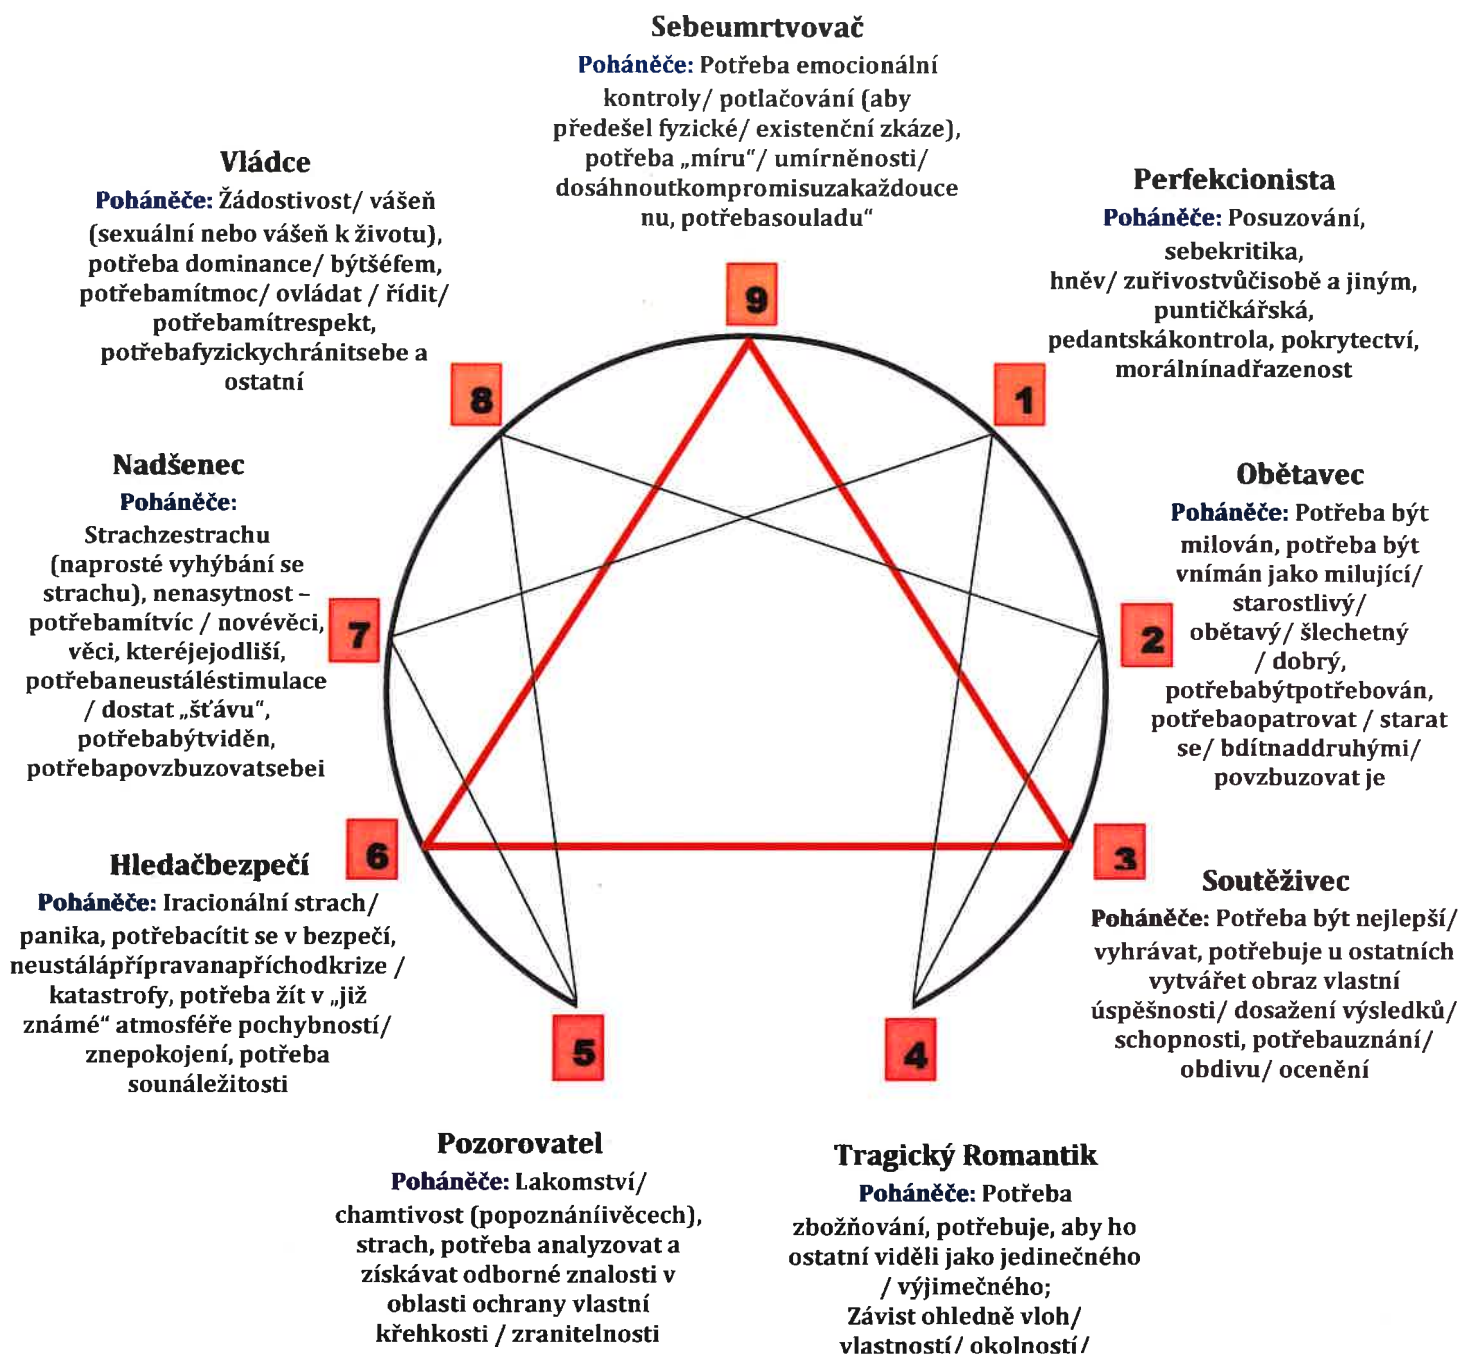 Sebeumrtvovač
Poháněče: Potřeba emocionální
kontroly/ potlačování (aby
předešel fyzické/ existenční zkáze),
potřeba „míru“/ umírněnosti/
dosáhnoutkompromisuzakaždouce
nu, potřebasouladu“
Vládce
Poháněče: Žádostivost/ vášeň
(sexuální nebo vášeň k životu),
potřeba dominance/ býtšéfem,
potřebamítmoc/ ovládat / řídit/
potřebamítrespekt,
potřebafyzickychránitsebe a
ostatní
Perfekcionista
Poháněče: Posuzování,
sebekritika,
hněv/ zuřivostvůčisobě a jiným,
puntičkářská,
pedantskákontrola, pokrytectví,
morálnínadřazenost
9
8
1
Nadšenec
Poháněče:
Strachzestrachu
(naprosté vyhýbání se
strachu), nenasytnost –
potřebamítvíc / novévěci,
věci, kteréjejodliší,
potřebaneustáléstimulace
/ dostat „šťávu“,
potřebabýtviděn,
potřebapovzbuzovatsebei
7
Obětavec
Poháněče: Potřeba být
milován, potřeba být
vnímán jako milující/
starostlivý/
obětavý/ šlechetný
/ dobrý,
potřebabýtpotřebován,
potřebaopatrovat / starat
se/ bdítnaddruhými/
povzbuzovat je
2
6
3
Hledačbezpečí
Poháněče: Iracionální strach/
panika, potřebacítit se v bezpečí,
neustálápřípravanapříchodkrize /
katastrofy, potřeba žít v „již
známé“ atmosféře pochybností/
znepokojení, potřeba
sounáležitosti
Soutěživec
Poháněče: Potřeba být nejlepší/
vyhrávat, potřebuje u ostatních
vytvářet obraz vlastní
úspěšnosti/ dosažení výsledků/
schopnosti, potřebauznání/
obdivu/ ocenění
5
4
Pozorovatel
Poháněče: Lakomství/
chamtivost (popoznáníivěcech),
strach, potřeba analyzovat a
získávat odborné znalosti v
oblasti ochrany vlastní
křehkosti / zranitelnosti
Tragický Romantik
Poháněče: Potřeba
zbožňování, potřebuje, aby ho
ostatní viděli jako jedinečného
/ výjimečného;
Závist ohledně vloh/
vlastností/ okolností/